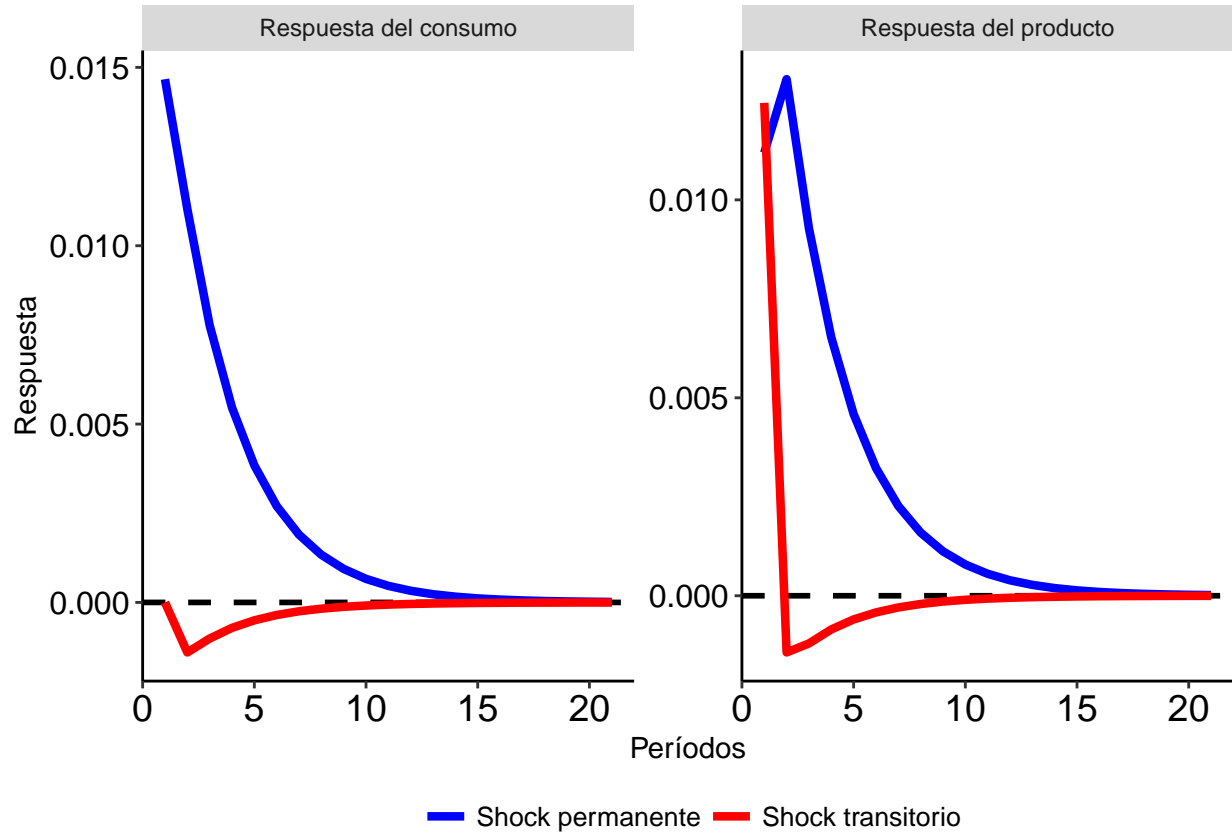 Respuesta del consumo
Respuesta del producto
Respuesta
0.015
0.010
0.005
0.000
0.010
0.005
0.000
0 5 10 15 20
0 5 10 15 20
Períodos
Shock permanente Shock transitorio